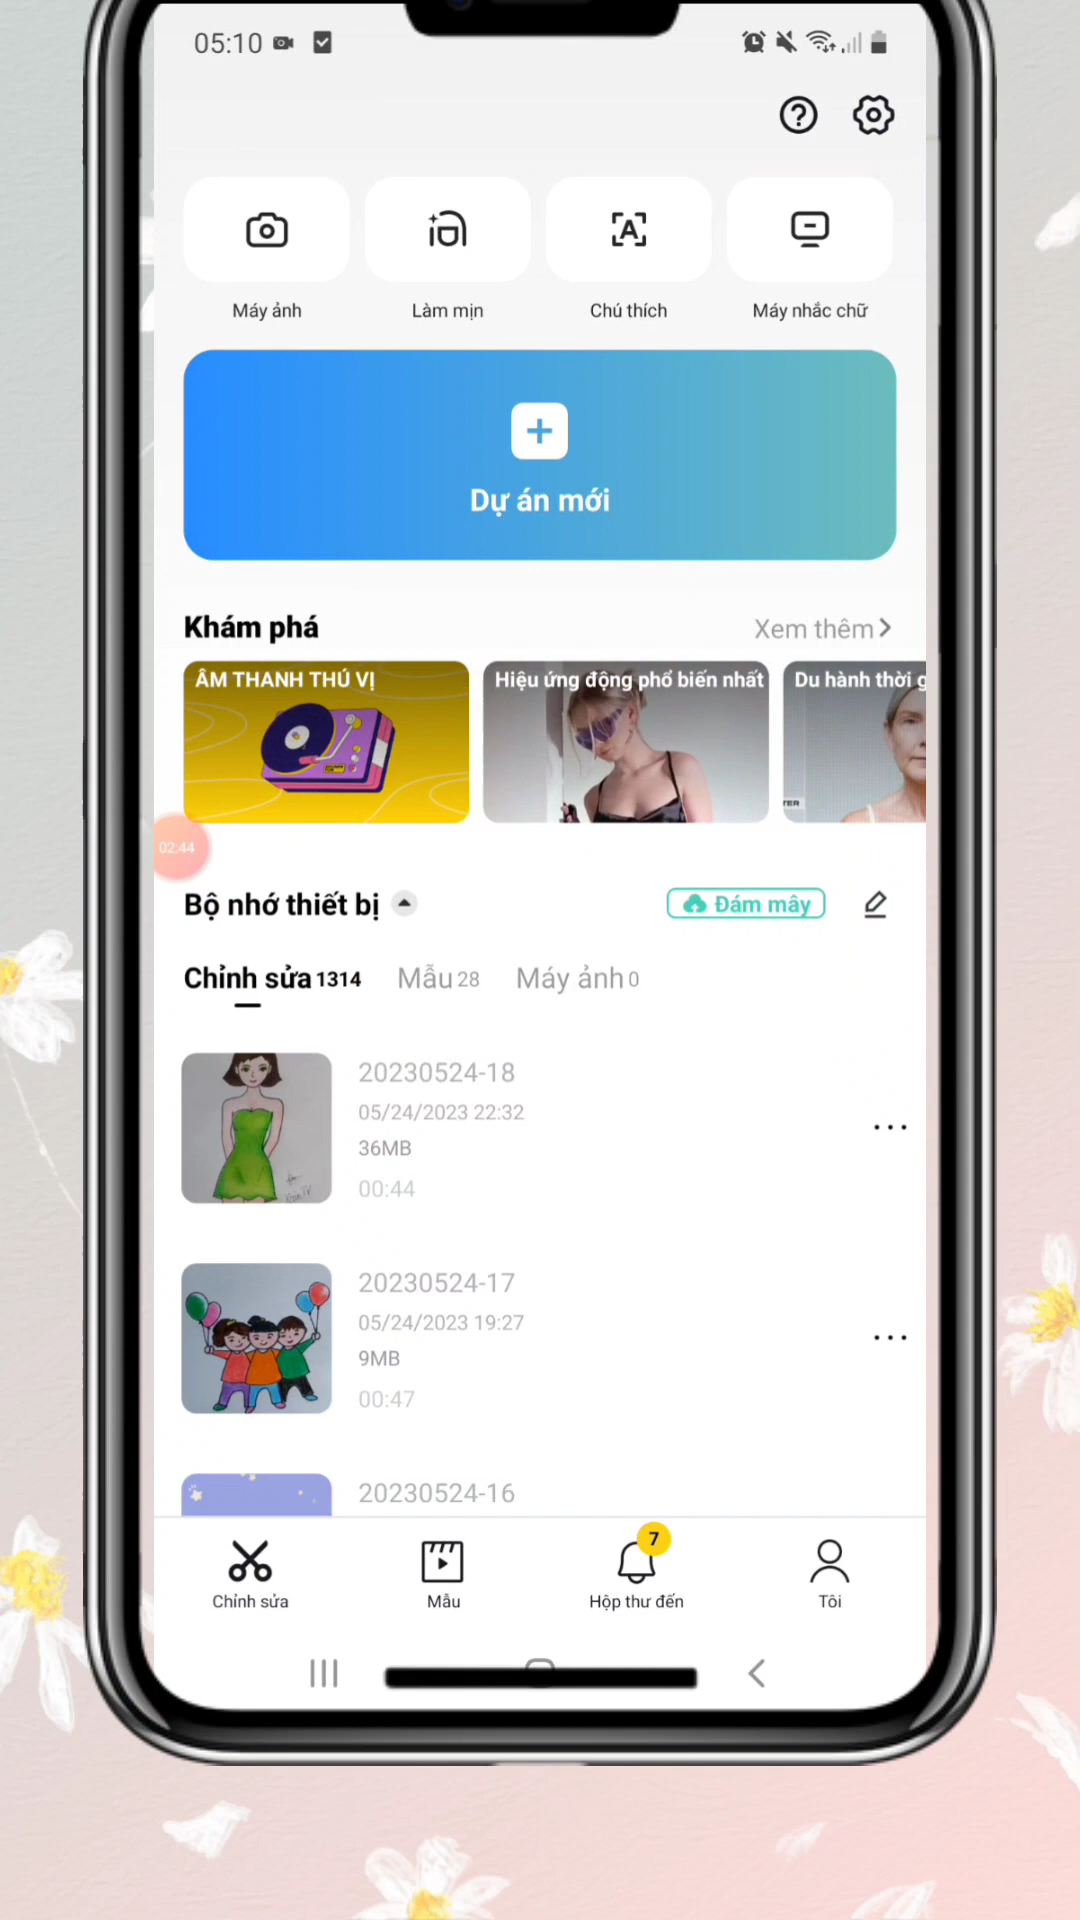 05:10
Máy ảnh
Làm mịn
Chú thích
Máy nhắc chữ
Dự án mới
Khám phá
Xem thêm
ÂM THANH THÚ VỊ
Hiệu ứng động phổ biến nhất
Du hành thời g
TER
02:44
Bộ nhớ thiết bị
Đám mây
Chỉnh sửa 1314
Mẫu 28
Máy ảnh 0
20230524-18
05/24/2023 22:32
36MB
00:44
20230524-17
05/24/2023 19:27
9MB
00:47
20230524-16
7
Chỉnh sửa
Mẫu
Hộp thư đến
Tôi